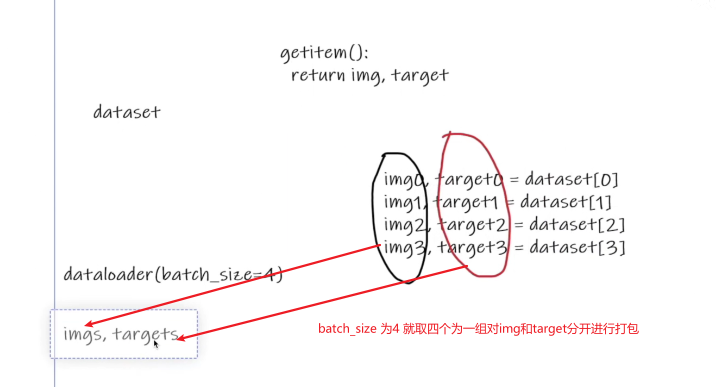 getitem():
return img, target
dataset
img0, target0 = dataset[0]
img1, target1 = dataset[1]
img2, target2 = dataset[2]
img3, target3 = dataset[3]
dataloader(batch_size=4)
imgs, targets
batch_size 为4 就取四个为一组对img和target分开进行打包